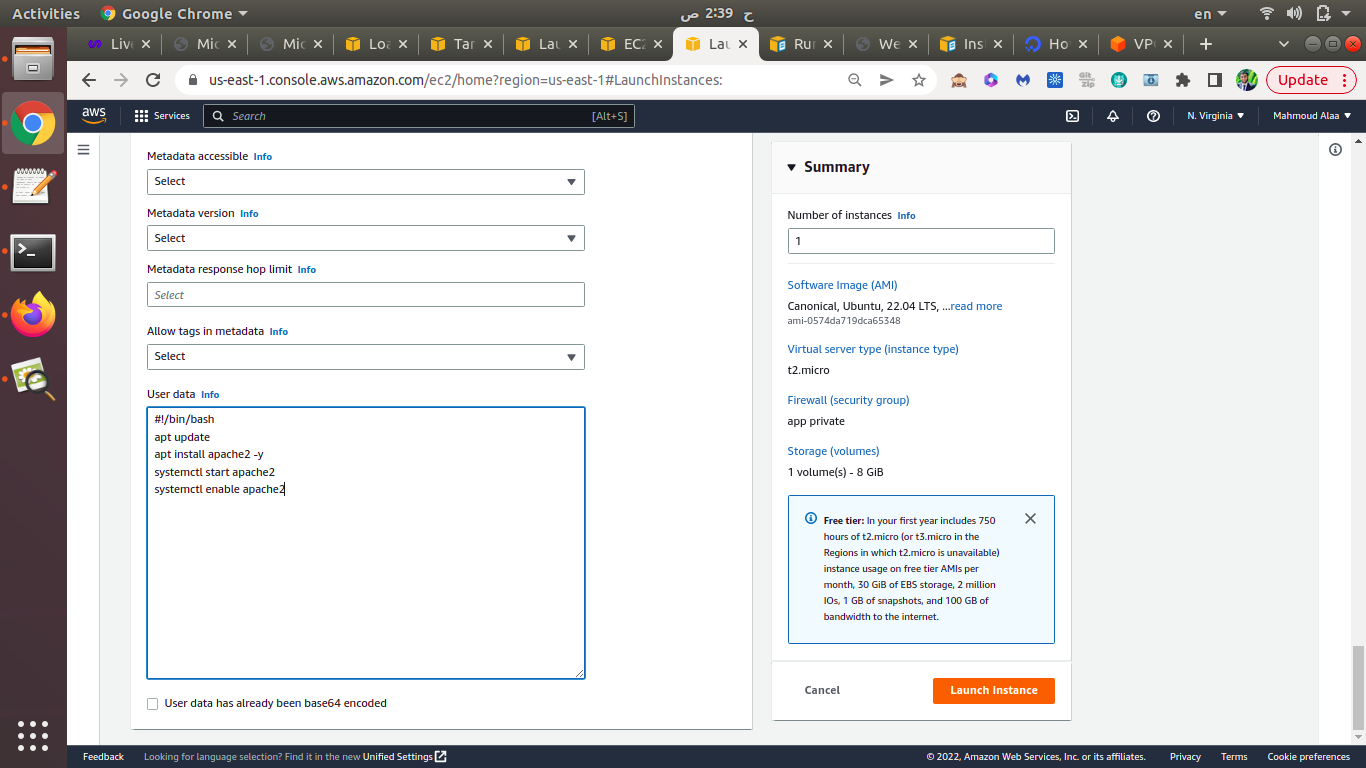 Activities
Google Chrome
ح 2:39 ص
en
Live
Mic
Mic
Loa
Tar
Lau
EC2
Lau
Run
We
Inst
Ho
VPC
us-east-1.console.aws.amazon.com/ec2/home?region=us-east-1#LaunchInstances:
Git
Zip
Update
aws
Services
Search
[Alt+S]
N. Virginia
Mahmoud Alaa
Metadata accessible Info
Select
Metadata version Info
Select
Metadata response hop limit Info
Select
Allow tags in metadata Info
Select
User data Info
#!/bin/bash
apt update
apt install apache2 -y
systemctl start apache2
systemctl enable apache2
User data has already been base64 encoded
Summary
Number of instances Info
1
Software Image (AMI)
Canonical, Ubuntu, 22.04 LTS, ...read more
ami-0574da719dca65348
Virtual server type (instance type)
t2.micro
Firewall (security group)
app private
Storage (volumes)
1 volume(s) - 8 GiB
Free tier: In your first year includes 750
hours of t2.micro (or t3.micro in the
Regions in which t2.micro is unavailable)
instance usage on free tier AMIs per
month, 30 GiB of EBS storage, 2 million
IOs, 1 GB of snapshots, and 100 GB of
bandwidth to the internet.
Cancel
Launch instance
Feedback
Looking for language selection? Find it in the new Unified Settings
© 2022, Amazon Web Services, Inc. or its affiliates.
Privacy
Terms
Cookie preferences